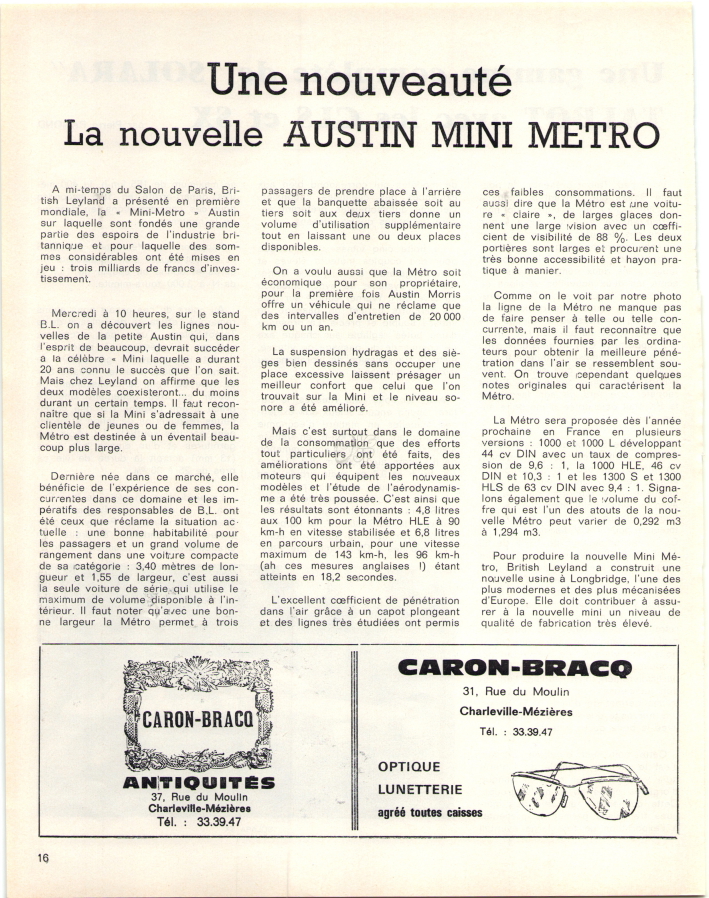 Une nouveauté
La nouvelle AUSTIN MINI METRO
A mi-temps du Salon de Paris, Bri-
tish Leyland a présenté en première
mondiale, la « Mini-Metro » Austin
sur laquelle sont fondés une grande
partie des espoirs de l'industrie bri-
tannique et pour laquelle des som-
mes considérables ont été mises en
jeu : trois milliards de francs d'inves-
tissement.
Mercredi à 10 heures, sur le stand
B.L. on a découvert les lignes nou-
velles de la petite Austin qui, dans
l'esprit de beaucoup, devrait succéder
a la célèbre « Mini laquelle a durant
20 ans connu le succès que l'on sait.
Mais chez Leyland on affirme que les
deux modèles coexisteront... du moins
durant un certain temps. Il faut recon-
naître que si la Mini s'adressait à une
clientèle de jeunes ou de femmes, la
Métro est destinée à un éventail beau-
coup plus large.
Dernière née dans ce marché, elle
bénéficie de l'expérience de ses con-
currentes dans ce domaine et les im-
pératifs des responsables de B.L. ont
été ceux que réclame la situation ac-
tuelle : une bonne habitabilité pour
les passagers et un grand volume de
rangement dans une voiture compacte
de sa catégorie : 3,40 mètres de lon-
gueur et 1,55 de largeur, c'est aussi
la seule voiture de série qui utilise le
maximum de volume disponible à l'in-
térieur. Il faut noter qu'avec une bon-
ne largeur la Métro permet à trois
passagers de prendre place à l'arrière
et que la banquette abaissée soit au
tiers soit aux deux tiers donne un
volume d'utilisation supplémentaire
tout en laissant une ou deux places
disponibles.
On a voulu aussi que la Métro soit
économique pour son propriétaire,
pour la première fois Austin Morris
offre un véhicule qui ne réclame que
des intervalles d'entretien de 20 000
km ou un an.
La suspension hydragas et des siè-
ges bien dessinés sans occuper une
place excessive laissent présager un
meilleur confort que celui que l'on
trouvait sur la Mini et le niveau so-
nore a été amélioré.
Mais c'est surtout dans le domaine
de la consommation que des efforts
tout particuliers ont été faits, des
améliorations ont été apportées aux
moteurs qui équipent les nouveaux
modèles et l'étude de l'aérodynamis-
me a été très poussée. C'est ainsi que
les résultats sont étonnants : 4,8 litres
aux 100 km pour la Métro HLE à 90
km-h en vitesse stabilisée et 6,8 litres
en parcours urbain, pour une vitesse
maximum de 143 km-h, les 96 km-h
(ah ces mesures anglaises !) étant
atteints en 18,2 secondes.
L'excellent cœfficient de pénétration
dans l'air grâce à un capot plongeant
et des lignes très étudiées ont permis
ces faibles consommations. Il faut
aussi dire que la Métro est une voitu-
re « claire », de larges glaces don-
nent une large vision avec un cœffi-
cient de visibilité de 88 %. Les deux
portières sont larges et procurent une
très bonne accessibilité et hayon pra-
tique à manier.
Comme on le voit par notre photo
la ligne de la Métro ne manque pas
de faire penser à telle ou telle con-
currente, mais il faut reconnaître que
les données fournies par les ordina-
teurs pour obtenir la meilleure péné-
tration dans l'air se ressemblent sou-
vent. On trouve cependant quelques
notes originales qui caractérisent la
Métro.
La Métro sera proposée dès l'année
prochaine en France en plusieurs
versions : 1000 et 1000 L développant
44 cv DIN avec un taux de compres-
sion de 9,6 : 1, la 1000 HLE, 46 cv
DIN et 10,3 : 1 et les 1300 S et 1300
HLS de 63 cv DIN avec 9,4 : 1. Signa-
lons également que le volume du cof-
fre qui est l'un des atouts de la nou-
velle Métro peut varier de 0,292 m3
à 1,294 m3.
Pour produire la nouvelle Mini Mé-
tro, British Leyland a construit une
nouvelle usine à Longbridge, l'une des
plus modernes et des plus mécanisées
d'Europe. Elle doit contribuer à assu-
rer à la nouvelle mini un niveau de
qualité de fabrication très élevé.
CARON-BRACQ
ANTIQUITÉS
37, Rue du Moulin
Charleville-Mézières
Tél. : 33.39.47
CARON-BRACQ
31, Rue du Moulin
Charleville-Mézières
Tél. : 33.39.47
OPTIQUE
LUNETTERIE
agréé toutes caisses
16